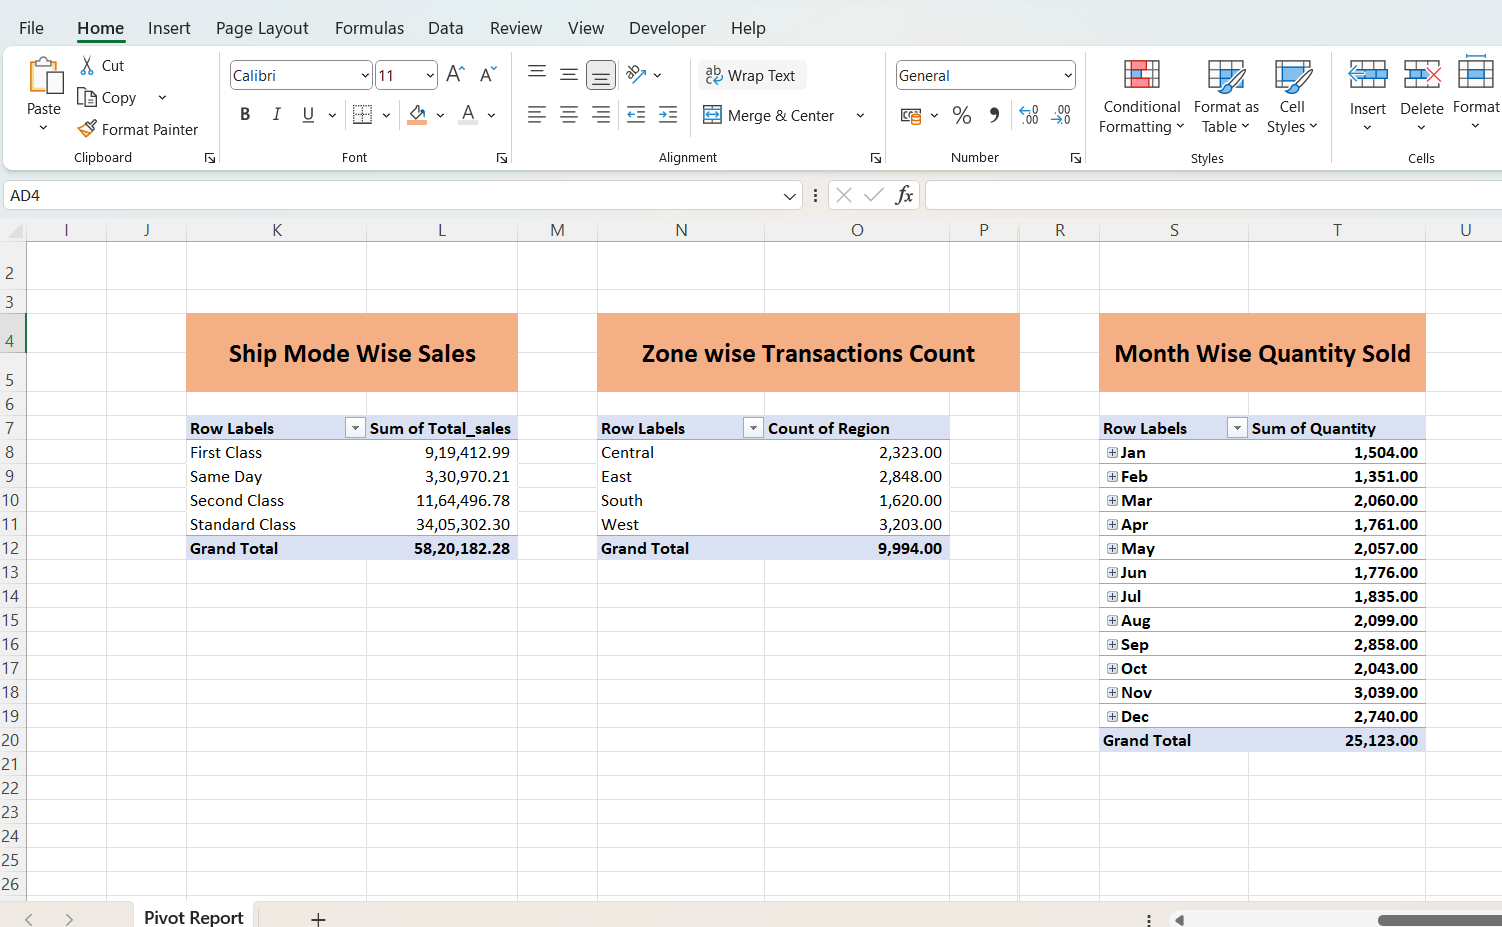 File Home Insert Page Layout Formulas Data Review View Developer Help
Paste
Cut
Copy
Format Painter
Clipboard
Calibri 11
A A
B I U A
Font
ab Wrap Text
Merge & Center
Alignment
General
% , .00 .00
Number
Conditional Formatting
Format as Table
Cell Styles
Styles
Insert Delete Format
Cells
AD4 fx
I J K L M N O P R S T U
2
3
4
5
6
7
8
9
10
11
12
13
14
15
16
17
18
19
20
21
22
23
24
25
26
Ship Mode Wise Sales
Row Labels Sum of Total_sales
First Class 9,19,412.99
Same Day 3,30,970.21
Second Class 11,64,496.78
Standard Class 34,05,302.30
Grand Total 58,20,182.28
Zone wise Transactions Count
Row Labels Count of Region
Central 2,323.00
East 2,848.00
South 1,620.00
West 3,203.00
Grand Total 9,994.00
Month Wise Quantity Sold
Row Labels Sum of Quantity
Jan 1,504.00
Feb 1,351.00
Mar 2,060.00
Apr 1,761.00
May 2,057.00
Jun 1,776.00
Jul 1,835.00
Aug 2,099.00
Sep 2,858.00
Oct 2,043.00
Nov 3,039.00
Dec 2,740.00
Grand Total 25,123.00
Pivot Report